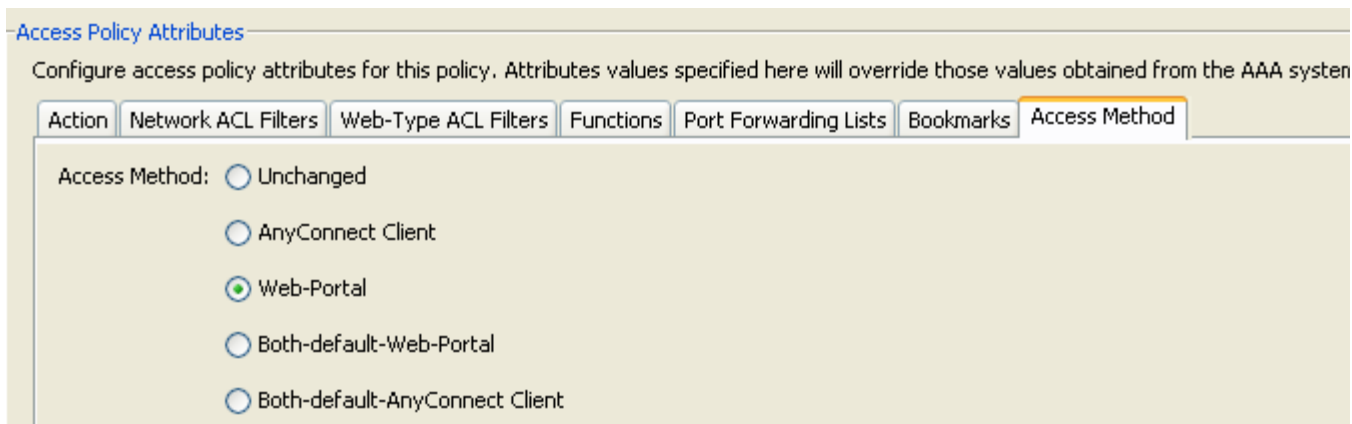 Access Policy Attributes
Configure access policy attributes for this policy. Attributes values specified here will override those values obtained from the AAA system
Action Network ACL Filters Web-Type ACL Filters Functions Port Forwarding Lists Bookmarks Access Method
Access Method: Unchanged
AnyConnect Client
Web-Portal
Both-default-Web-Portal
Both-default-AnyConnect Client